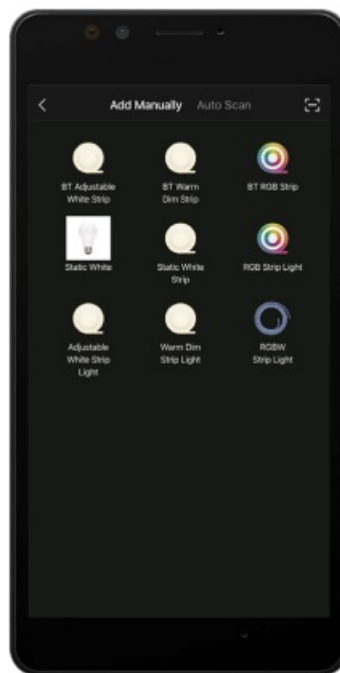 Add Manually Auto Scan
BT Adjustable
White Strip
BT Warm
Dim Strip
BT RGB Strip
Static White
Static White
Strip
RGB Strip Light
Adjustable
White Strip
Light
Warm Dim
Strip Light
RGBW
Strip Light